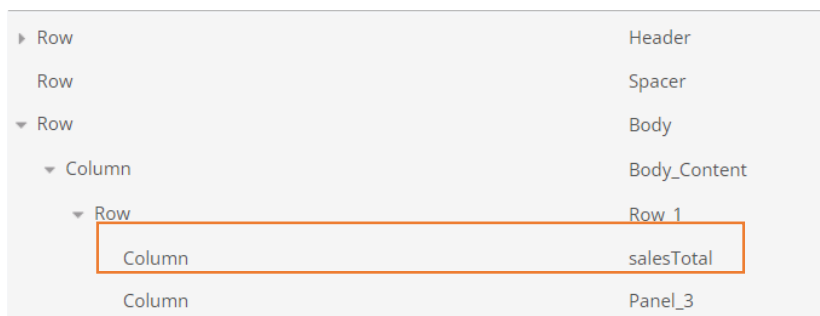 Row Header
Row Spacer
Row Body
Column Body_Content
Row Row_1
Column salesTotal
Column Panel_3